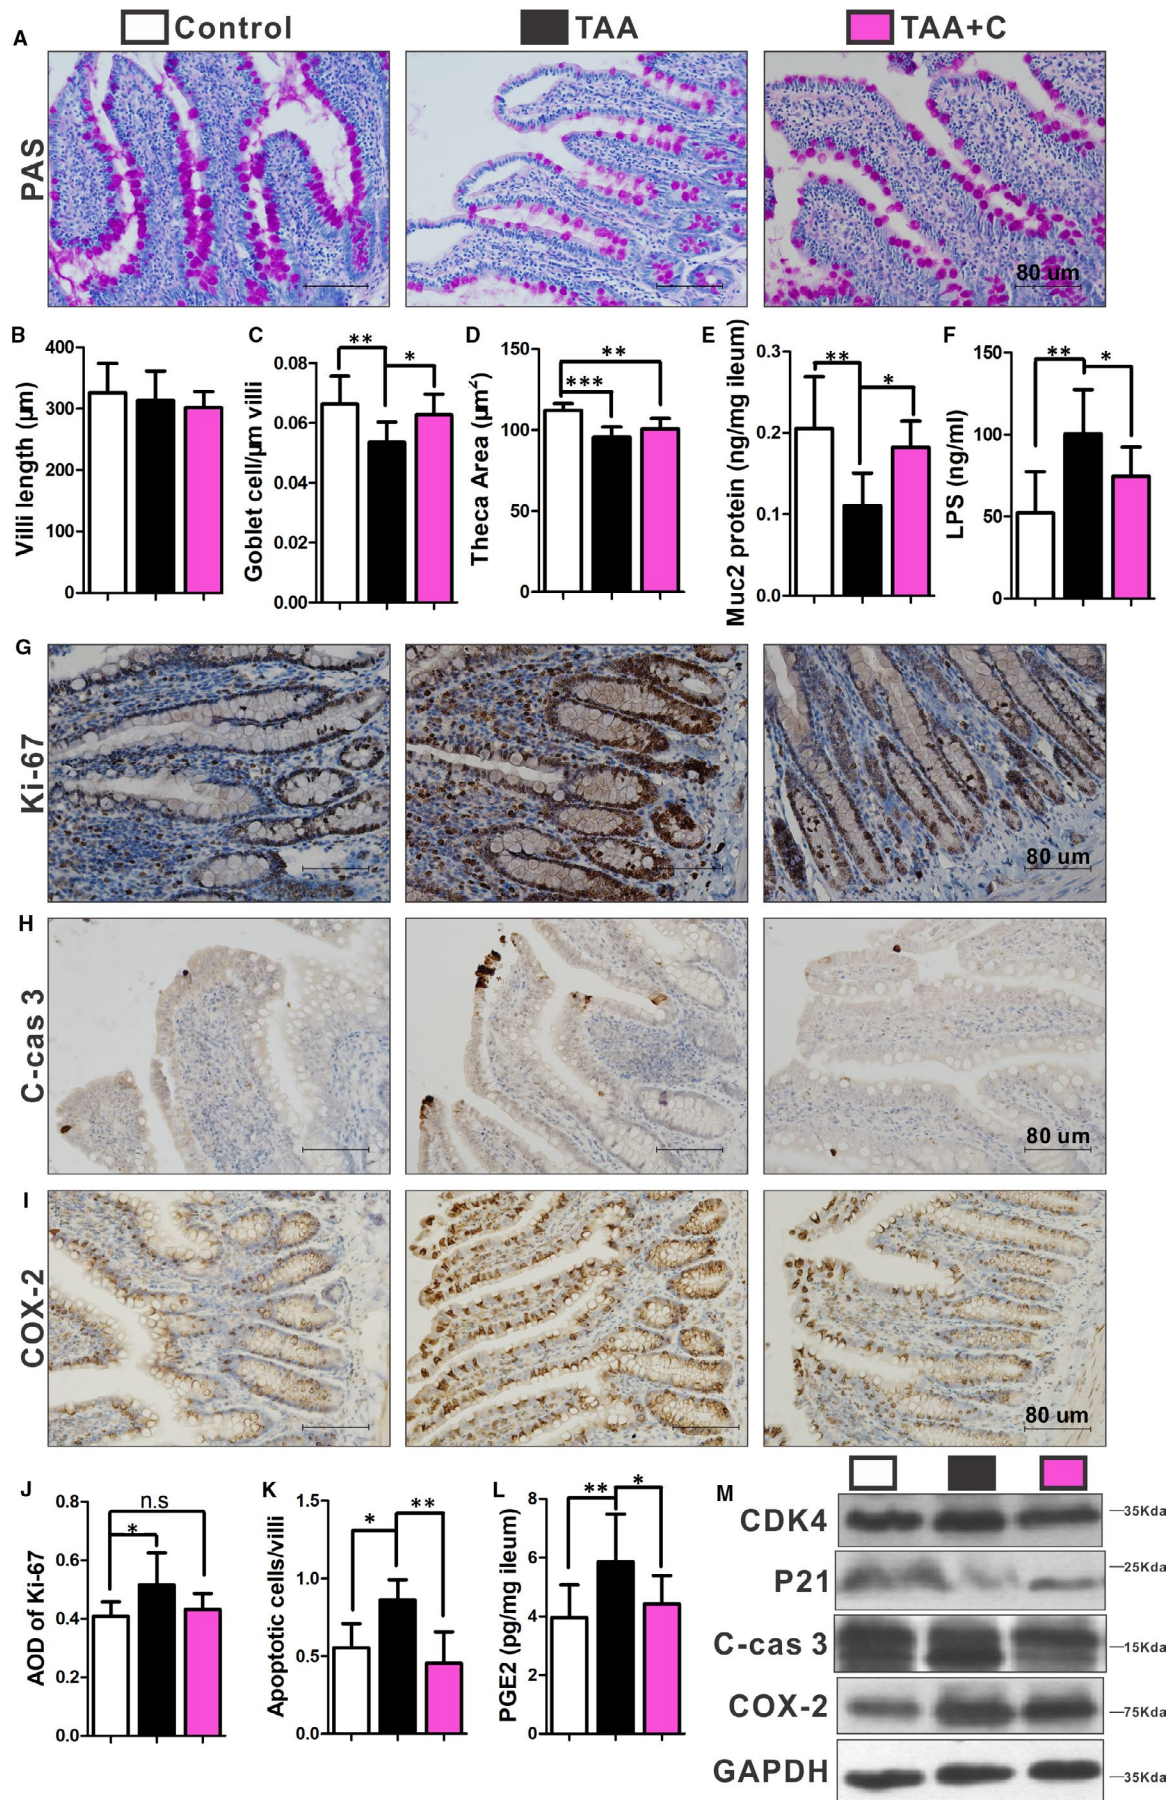 Control
TAA
TAA+C
A
PAS
80 um
B
Villi length (µm)
400
300
200
100
0
C
Goblet cell/µm villi
0.08
0.06
0.04
0.02
0.00
**
*
D
Theca Area (µm²)
150
100
50
0
**
***
E
Muc2 protein (ng/mg ileum)
0.3
0.2
0.1
0.0
**
*
F
LPS (ng/ml)
150
100
50
0
**
*
G
Ki-67
80 um
H
C-cas 3
80 um
I
COX-2
80 um
J
AOD of Ki-67
0.8
0.6
0.4
0.2
0.0
n.s
*
K
Apoptotic cells/villi
1.5
1.0
0.5
0.0
*
**
L
PGE2 (pg/mg ileum)
8
6
4
2
0
**
*
M
CDK4
35Kda
P21
25Kda
C-cas 3
15Kda
COX-2
75Kda
GAPDH
35Kda